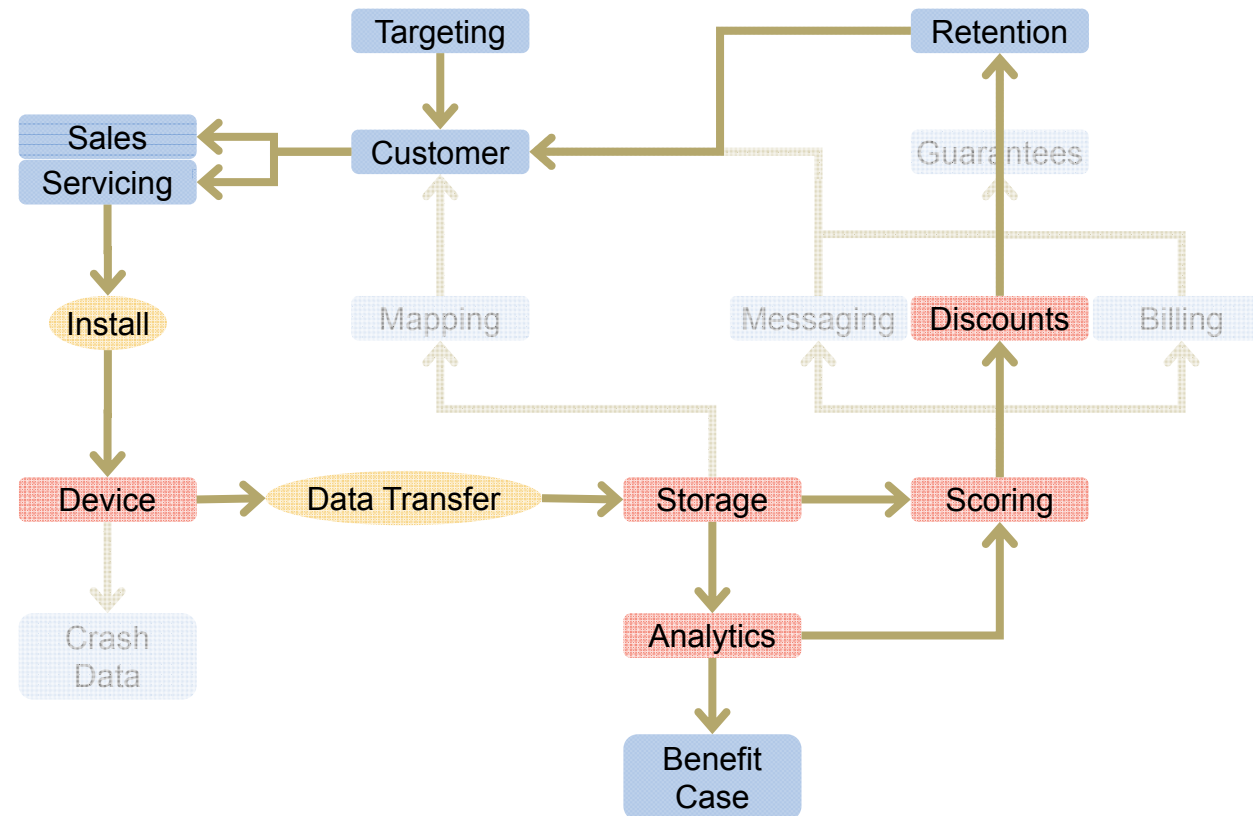 Targeting
Retention
Sales
Customer
Guarantees
Servicing
Install
Mapping
Messaging
Discounts
Billing
Device
Data Transfer
Storage
Scoring
Crash
Data
Analytics
Benefit
Case